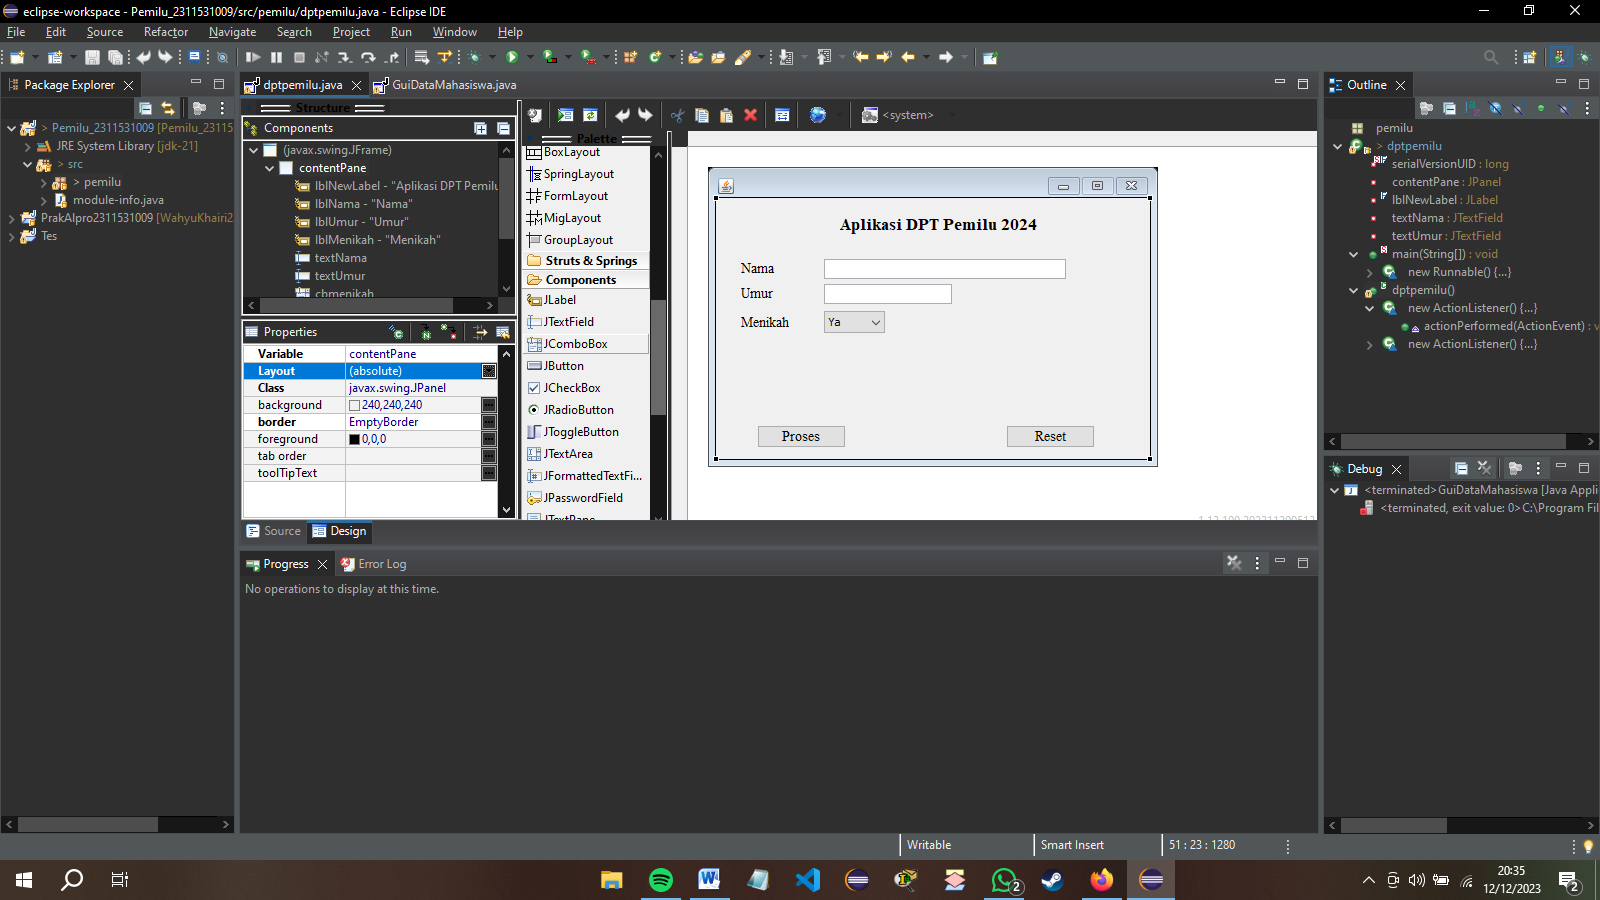 eclipse-workspace - Pemilu_2311531009/src/pemilu/dptpemilu.java - Eclipse IDE
File Edit Source Refactor Navigate Search Project Run Window Help
Package Explorer
> Pemilu_2311531009 [Pemilu_23115
JRE System Library [jdk-21]
> src
> pemilu
module-info.java
PrakAlpro2311531009 [WahyuKhairi2
Tes
dptpemilu.java
GuiDataMahasiswa.java
Structure
Components
(javax.swing.JFrame)
contentPane
lblNewLabel - "Aplikasi DPT Pemilu
lblNama - "Nama"
lblUmur - "Umur"
lblMenikah - "Menikah"
textNama
textUmur
cbmenikah
Properties
Variable contentPane
Layout (absolute)
Class javax.swing.JPanel
background 240,240,240
border EmptyBorder
foreground 0,0,0
tab order
toolTipText
Source Design
<system>
Palette
BoxLayout
SpringLayout
FormLayout
MigLayout
GroupLayout
Struts & Springs
Components
JLabel
JTextField
JComboBox
JButton
JCheckBox
JRadioButton
JToggleButton
JTextArea
JFormattedTextFi...
JPasswordField
JTextPane
Aplikasi DPT Pemilu 2024
Nama
Umur
Menikah Ya
Proses Reset
Progress Error Log
No operations to display at this time.
Outline
pemilu
> dptpemilu
serialVersionUID : long
contentPane : JPanel
lblNewLabel : JLabel
textNama : JTextField
textUmur : JTextField
main(String[]) : void
new Runnable() {...}
dptpemilu()
new ActionListener() {...}
actionPerformed(ActionEvent) : v
new ActionListener() {...}
Debug
<terminated>GuiDataMahasiswa [Java Appli
<terminated, exit value: 0>C:\Program Fil
Writable Smart Insert 51 : 23 : 1280
2
20:35
12/12/2023
2